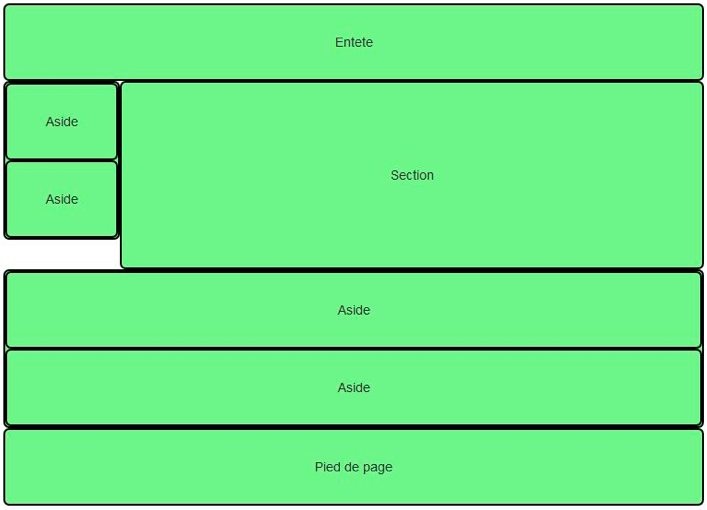 Entete
Aside
Section
Aside
Aside
Aside
Pied de page